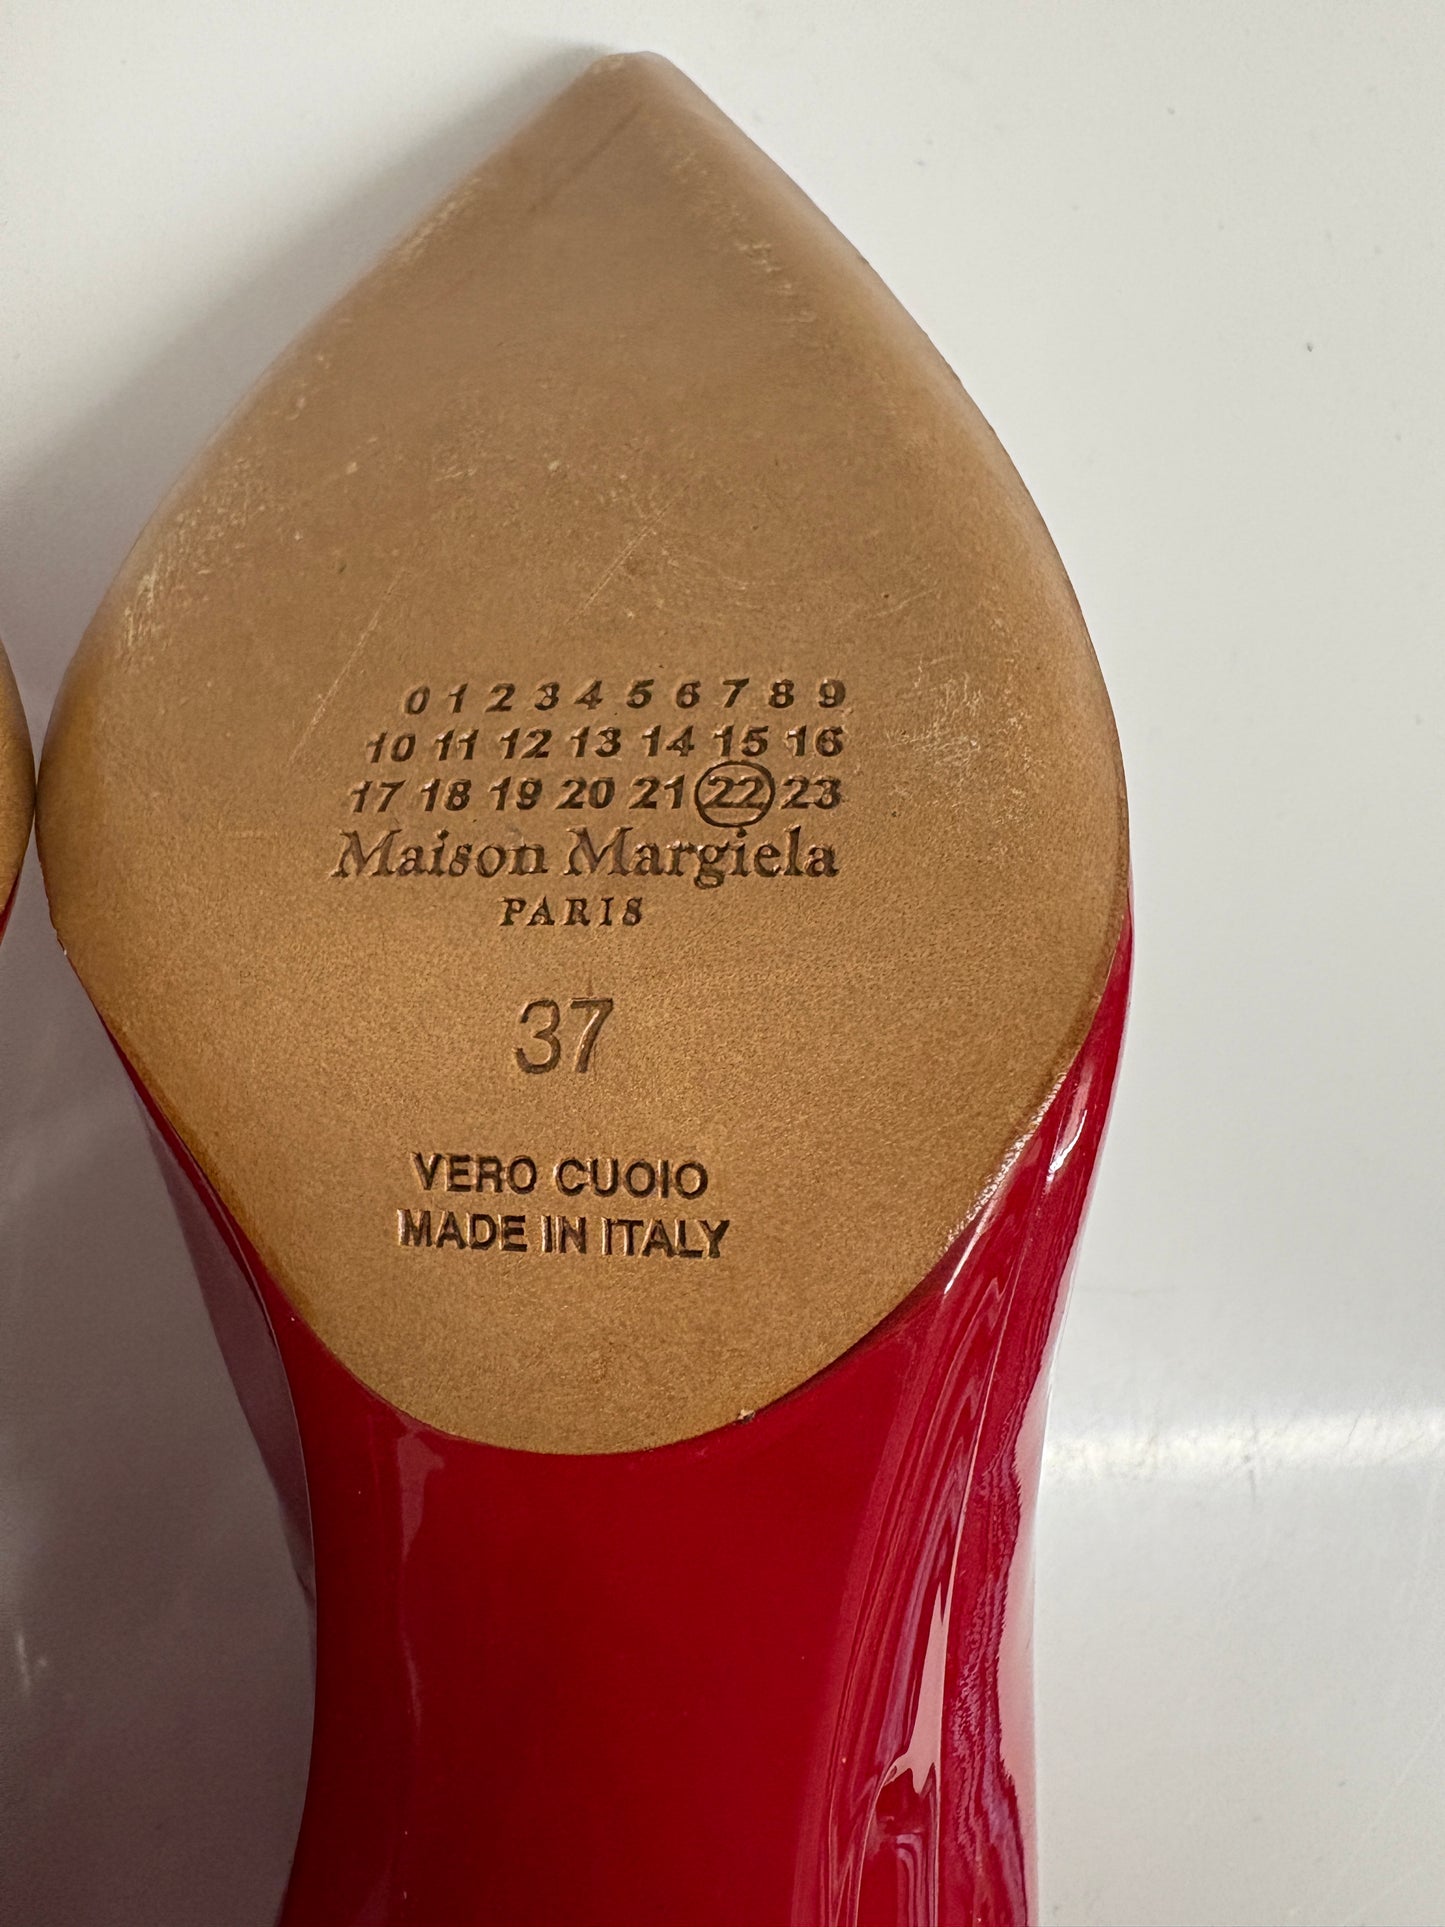 0 1 2 3 4 5 6 7 8 9
10 11 12 13 14 15 16
17 18 19 20 21 22 23
Maison Margiela
PARIS
37
VERO CUOIO
MADE IN ITALY